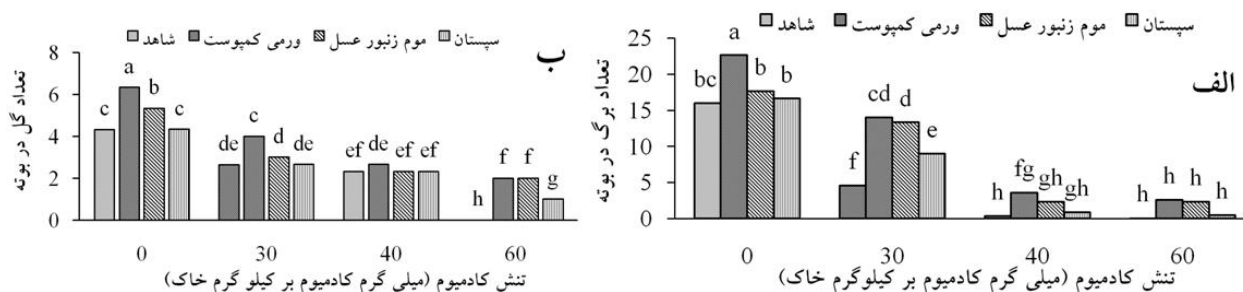 شاهد ورمی کمپوست موم زنبور عسل سپستان
الف
تعداد برگ در بوته
25
20
15
10
5
0
bc a b b
f cd d e
h fg gh gh
h h h h
0 30 40 60
تنش کادمیوم (میلی گرم کادمیوم بر کیلوگرم خاک)
شاهد ورمی کمپوست موم زنبور عسل سپستان
ب
تعداد گل در بوته
8
6
4
2
0
c a b c
de c d de
ef de ef ef
h f f g
0 30 40 60
تنش کادمیوم (میلی گرم کادمیوم بر کیلو گرم خاک)